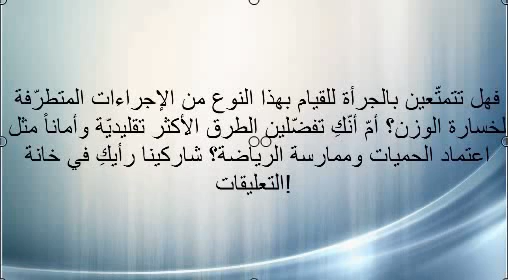 فهل تتمتّعين بالجرأة للقيام بهذا النوع من الإجراءات المتطرّفة
لخسارة الوزن؟ أمّ أنّكِ تفضّلين الطرق الأكثر تقليديّة وأماناً مثل
اعتماد الحميات وممارسة الرياضة؟ شاركينا رأيكِ في خانة
التعليقات!